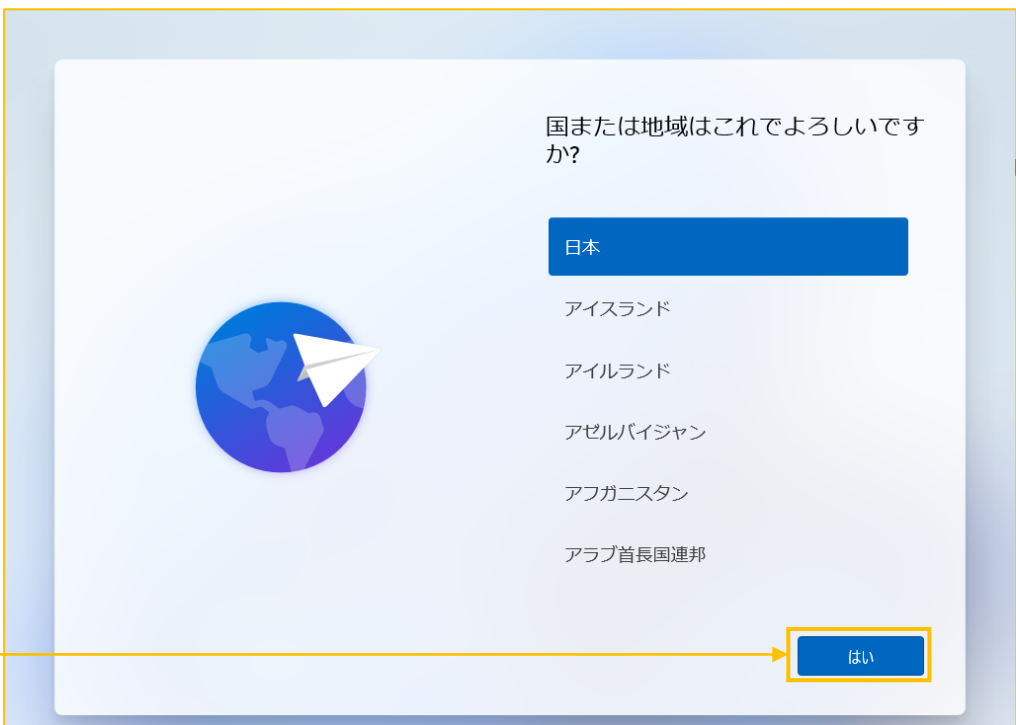 国または地域はこれでよろしいです
か?
日本
アイスランド
アイルランド
アゼルバイジャン
アフガニスタン
アラブ首長国連邦
はい